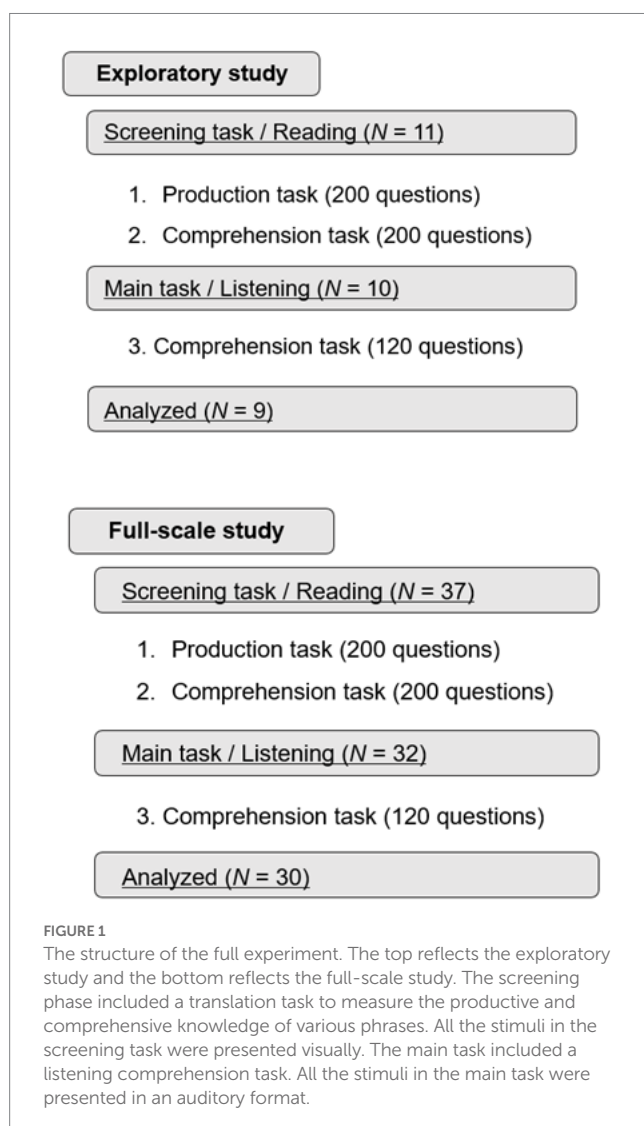 Exploratory study
Screening task / Reading (N = 11)
1. Production task (200 questions)
2. Comprehension task (200 questions)
Main task / Listening (N = 10)
3. Comprehension task (120 questions)
Analyzed (N = 9)
Full-scale study
Screening task / Reading (N = 37)
1. Production task (200 questions)
2. Comprehension task (200 questions)
Main task / Listening (N = 32)
3. Comprehension task (120 questions)
Analyzed (N = 30)
FIGURE 1
The structure of the full experiment. The top reflects the exploratory
study and the bottom reflects the full-scale study. The screening
phase included a translation task to measure the productive and
comprehensive knowledge of various phrases. All the stimuli in the
screening task were presented visually. The main task included a
listening comprehension task. All the stimuli in the main task were
presented in an auditory format.